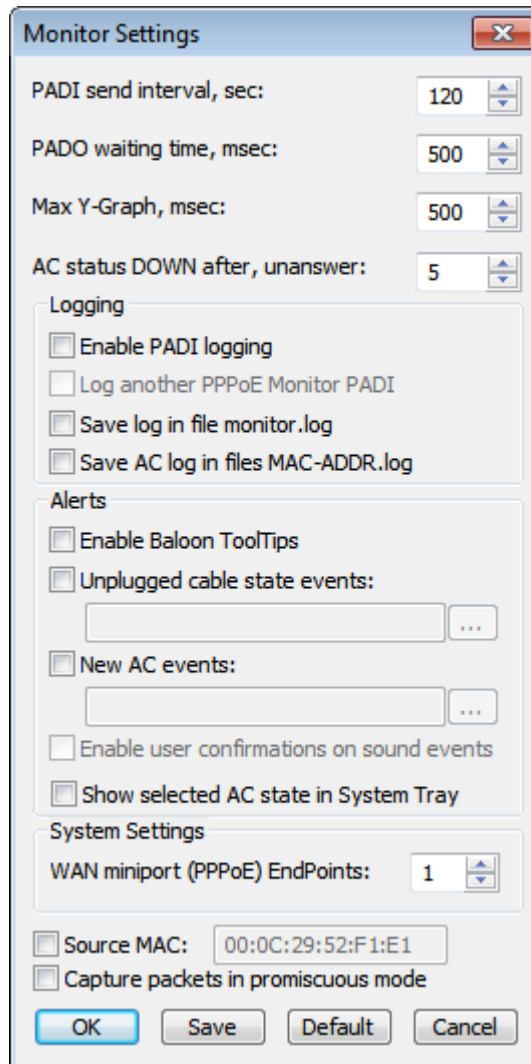 Monitor Settings
PADI send interval, sec: 120
PADO waiting time, msec: 500
Max Y-Graph, msec: 500
AC status DOWN after, unanswer: 5
Logging
Enable PADI logging
Log another PPPoE Monitor PADI
Save log in file monitor.log
Save AC log in files MAC-ADDR.log
Alerts
Enable Baloon ToolTips
Unplugged cable state events:
...
New AC events:
...
Enable user confirmations on sound events
Show selected AC state in System Tray
System Settings
WAN miniport (PPPoE) EndPoints: 1
Source MAC: 00:0C:29:52:F1:E1
Capture packets in promiscuous mode
OK Save Default Cancel